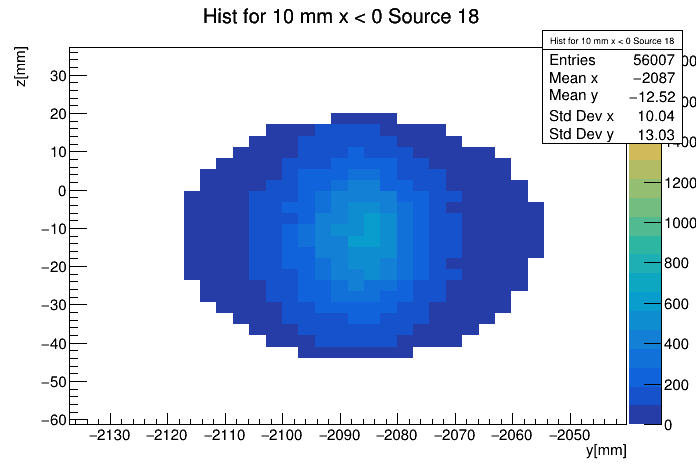 Hist for 10 mm x < 0 Source 18
Hist for 10 mm x < 0 Source 18
Entries 56007
Mean x −2087
Mean y −12.52
Std Dev x 10.04
Std Dev y 13.03
z[mm]
30
20
10
0
−10
−20
−30
−40
−50
−60
−2130 −2120 −2110 −2100 −2090 −2080 −2070 −2060 −2050
y[mm]
1200
1000
800
600
400
200
0